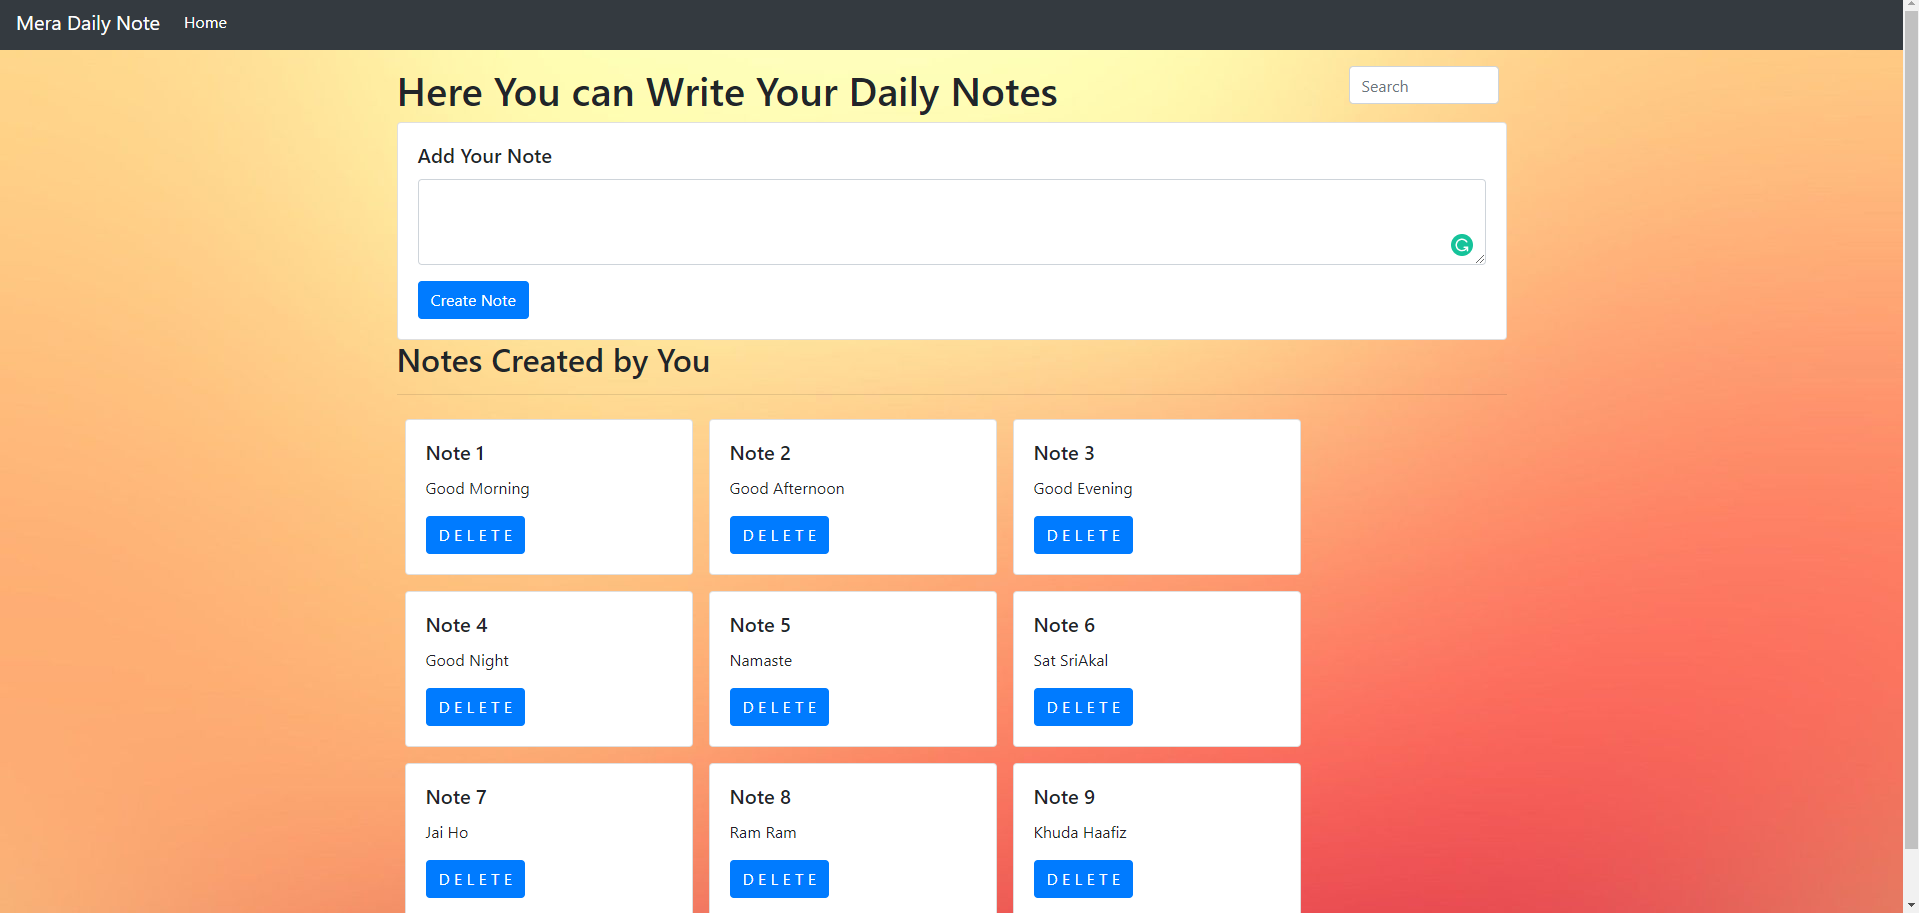 Mera Daily Note Home
Here You can Write Your Daily Notes
Search
Add Your Note
Create Note
Notes Created by You
Note 1
Good Morning
DELETE
Note 2
Good Afternoon
DELETE
Note 3
Good Evening
DELETE
Note 4
Good Night
DELETE
Note 5
Namaste
DELETE
Note 6
Sat SriAkal
DELETE
Note 7
Jai Ho
DELETE
Note 8
Ram Ram
DELETE
Note 9
Khuda Haafiz
DELETE